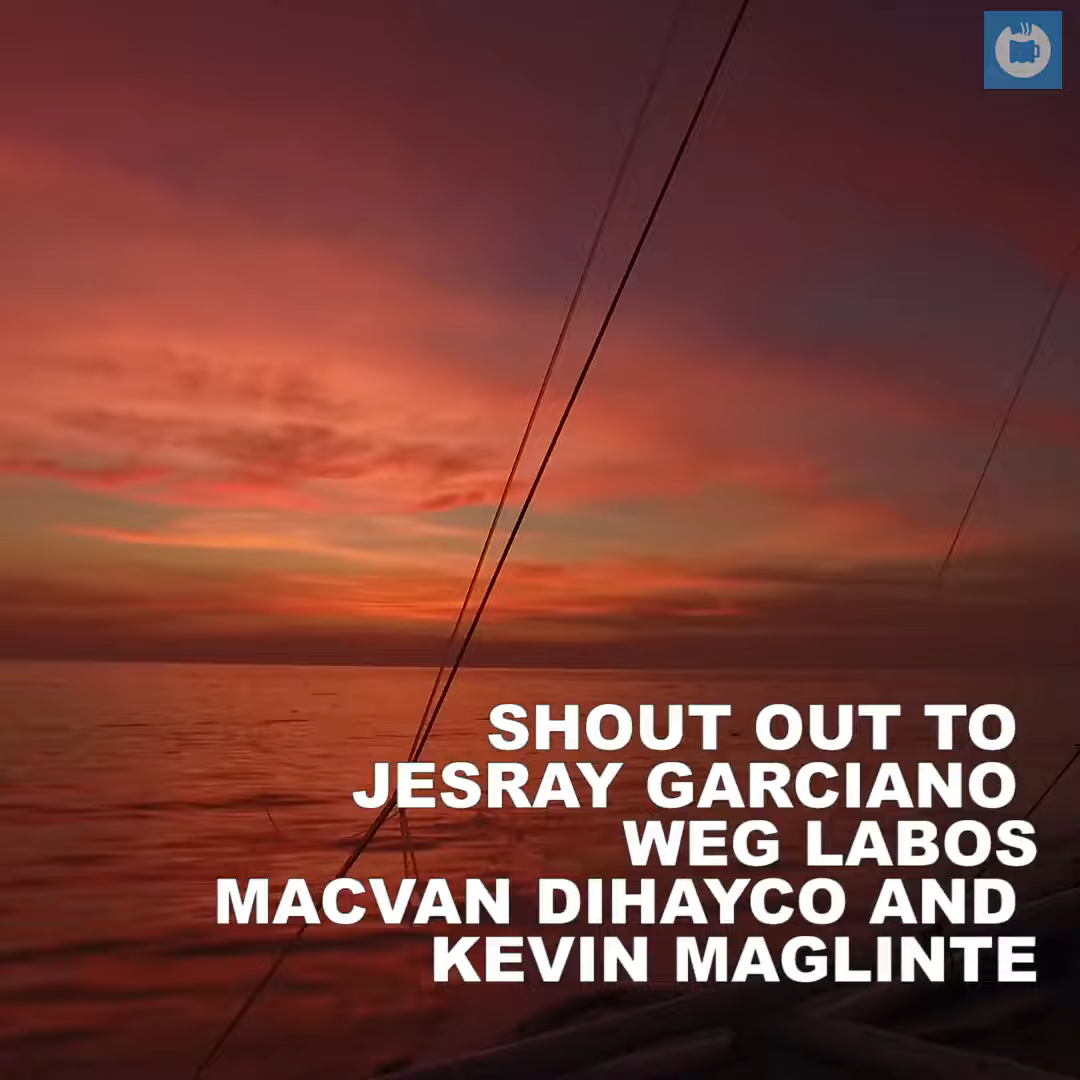 SHOUT OUT TO
JESRAY GARCIANO
WEG LABOS
MACVAN DIHAYCO AND
KEVIN MAGLINTE